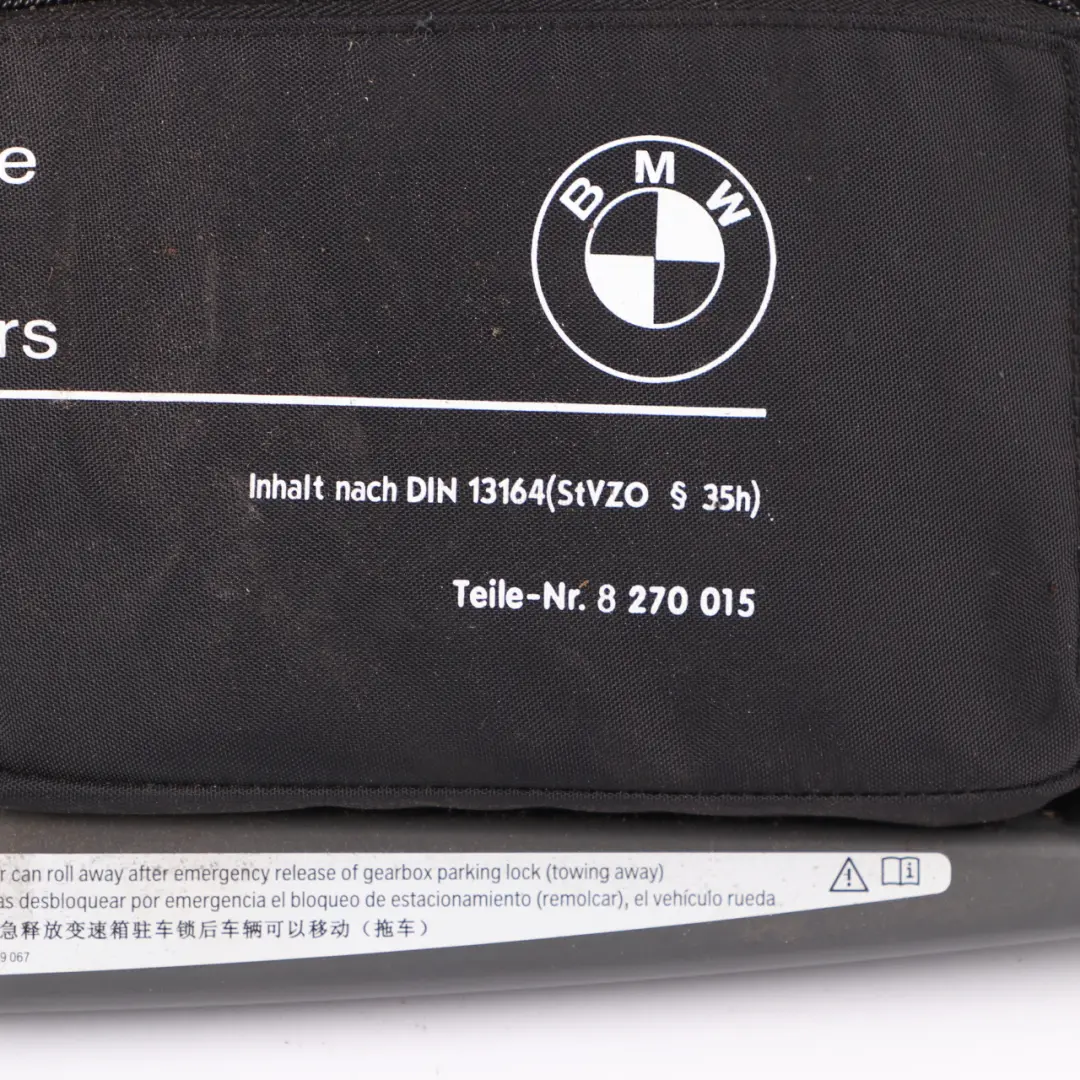 e
BMW
rs
Inhalt nach DIN 13164(StVZO § 35h)
Teile-Nr. 8 270 015
r can roll away after emergency release of gearbox parking lock (towing away)
as desbloquear por emergencia el bloqueo de estacionamiento (remolcar), el vehículo rueda
急释放变速箱驻车锁后车辆可以移动（拖车）
9 067